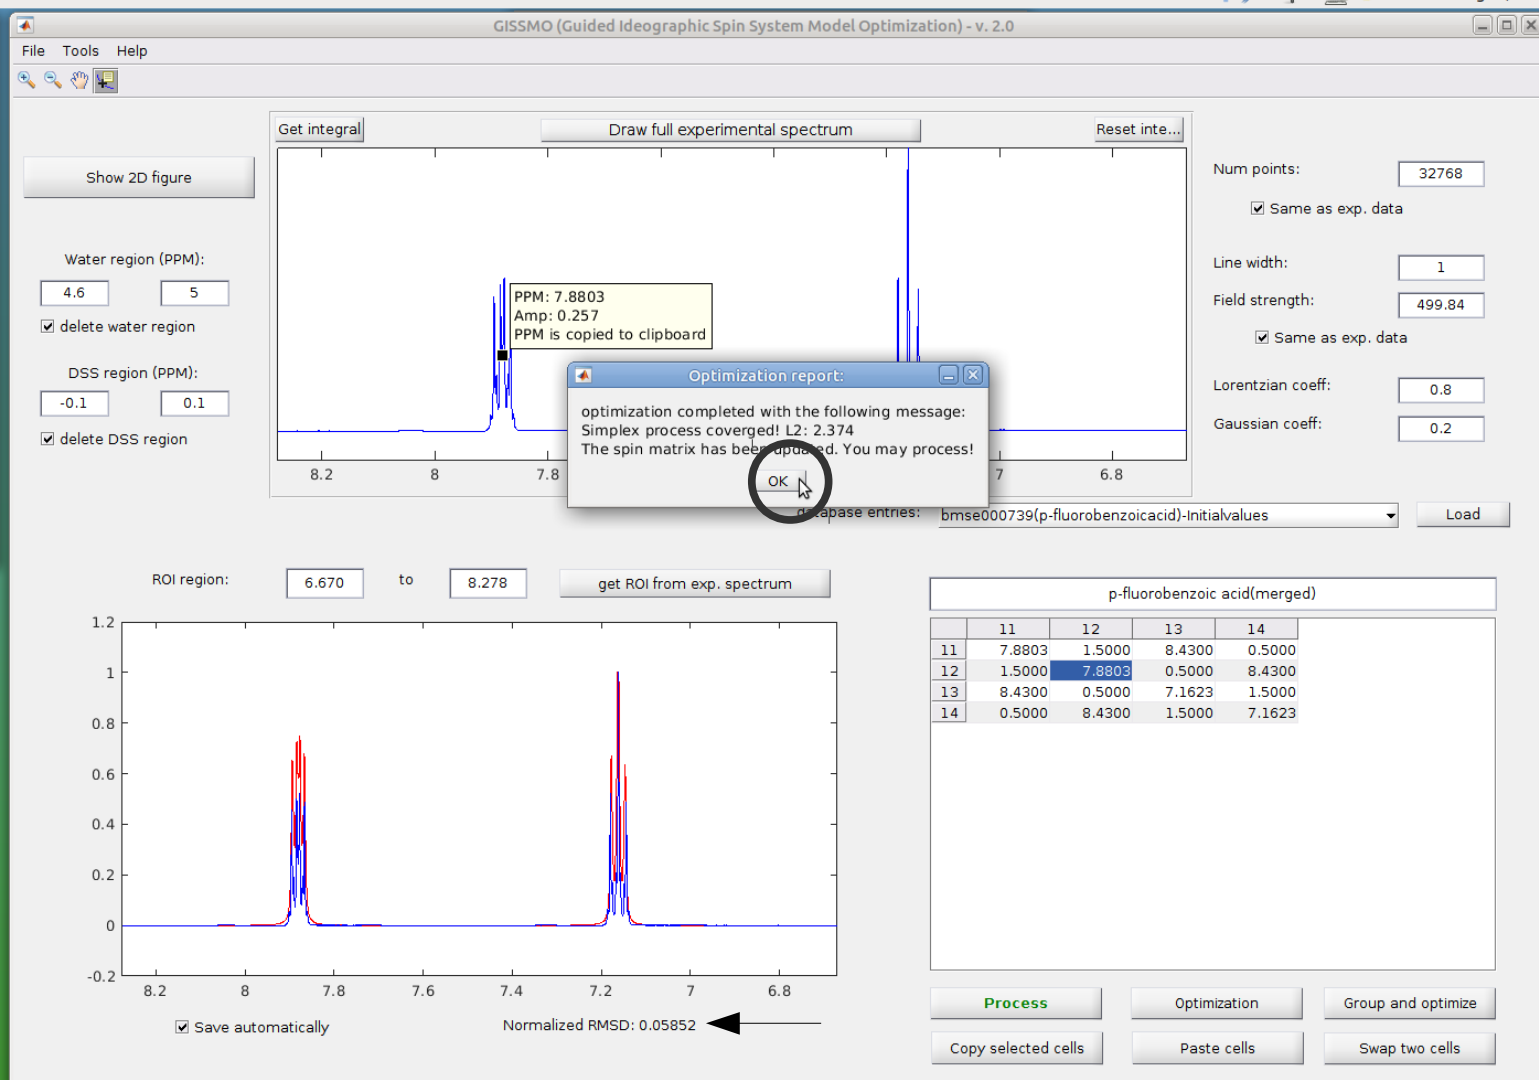 GISSMO (Guided Ideographic Spin System Model Optimization) - v. 2.0
File Tools Help
Get integral
Draw full experimental spectrum
Reset inte...
Show 2D figure
Water region (PPM):
4.6 5
delete water region
DSS region (PPM):
-0.1 0.1
delete DSS region
PPM: 7.8803
Amp: 0.257
PPM is copied to clipboard
8.2 8 7.8 7 6.8
Num points: 32768
Same as exp. data
Line width: 1
Field strength: 499.84
Same as exp. data
Lorentzian coeff: 0.8
Gaussian coeff: 0.2
Optimization report:
optimization completed with the following message:
Simplex process coverged! L2: 2.374
The spin matrix has been updated. You may process!
OK
database entries: bmse000739(p-fluorobenzoicacid)-Initialvalues Load
ROI region: 6.670 to 8.278 get ROI from exp. spectrum
1.2
1
0.8
0.6
0.4
0.2
0
-0.2
8.2 8 7.8 7.6 7.4 7.2 7 6.8
Save automatically
Normalized RMSD: 0.05852
p-fluorobenzoic acid(merged)
11 12 13 14
11 7.8803 1.5000 8.4300 0.5000
12 1.5000 7.8803 0.5000 8.4300
13 8.4300 0.5000 7.1623 1.5000
14 0.5000 8.4300 1.5000 7.1623
Process Optimization Group and optimize
Copy selected cells Paste cells Swap two cells